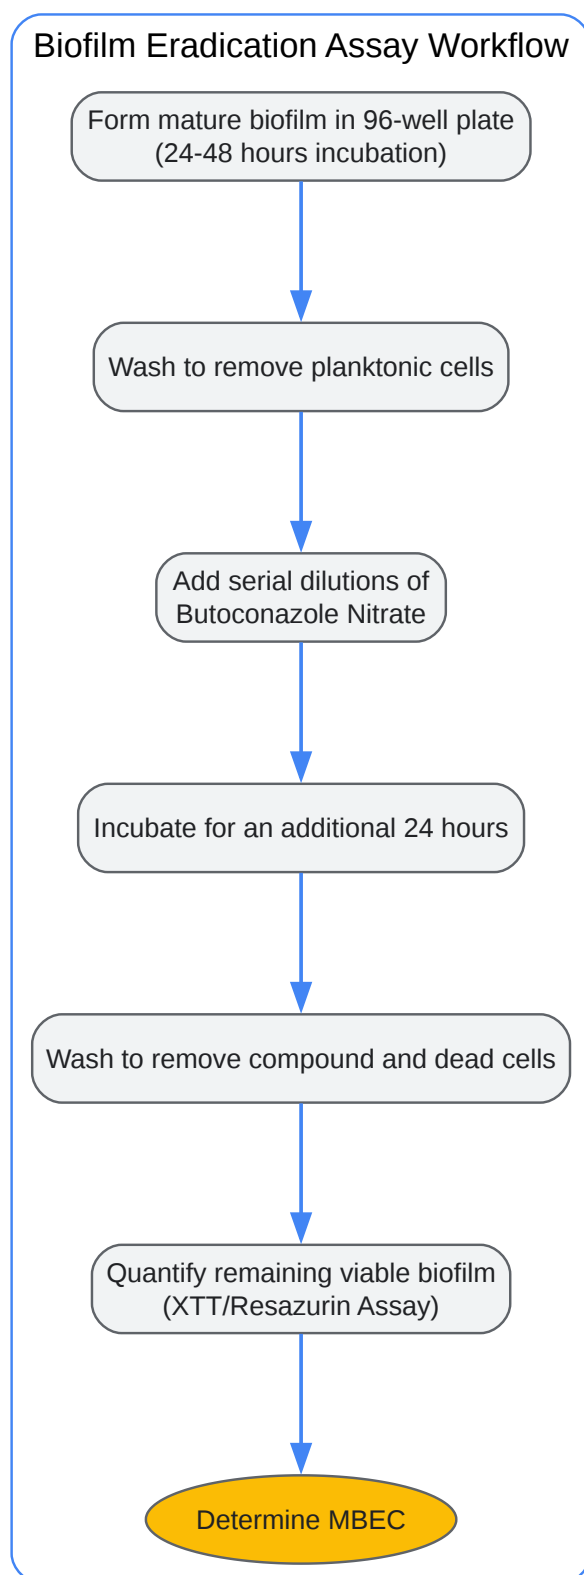 Biofilm Eradication Assay Workflow
Form mature biofilm in 96-well plate
(24-48 hours incubation)
Wash to remove planktonic cells
Add serial dilutions of
Butoconazole Nitrate
Incubate for an additional 24 hours
Wash to remove compound and dead cells
Quantify remaining viable biofilm
(XTT/Resazurin Assay)
Determine MBEC